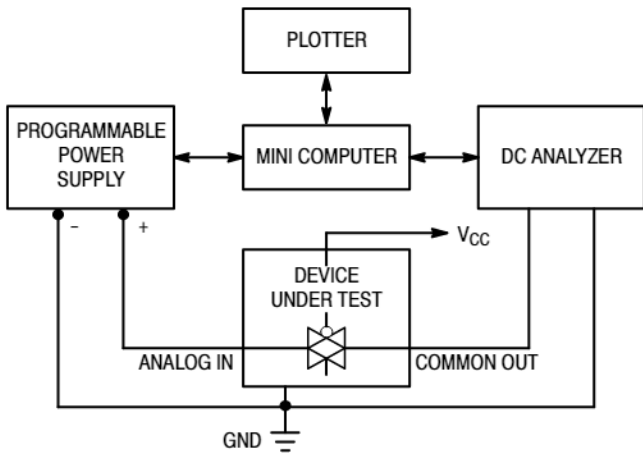 PLOTTER
PROGRAMMABLE
POWER
SUPPLY
MINI COMPUTER
DC ANALYZER
– +
VCC
DEVICE
UNDER TEST
ANALOG IN
COMMON OUT
GND